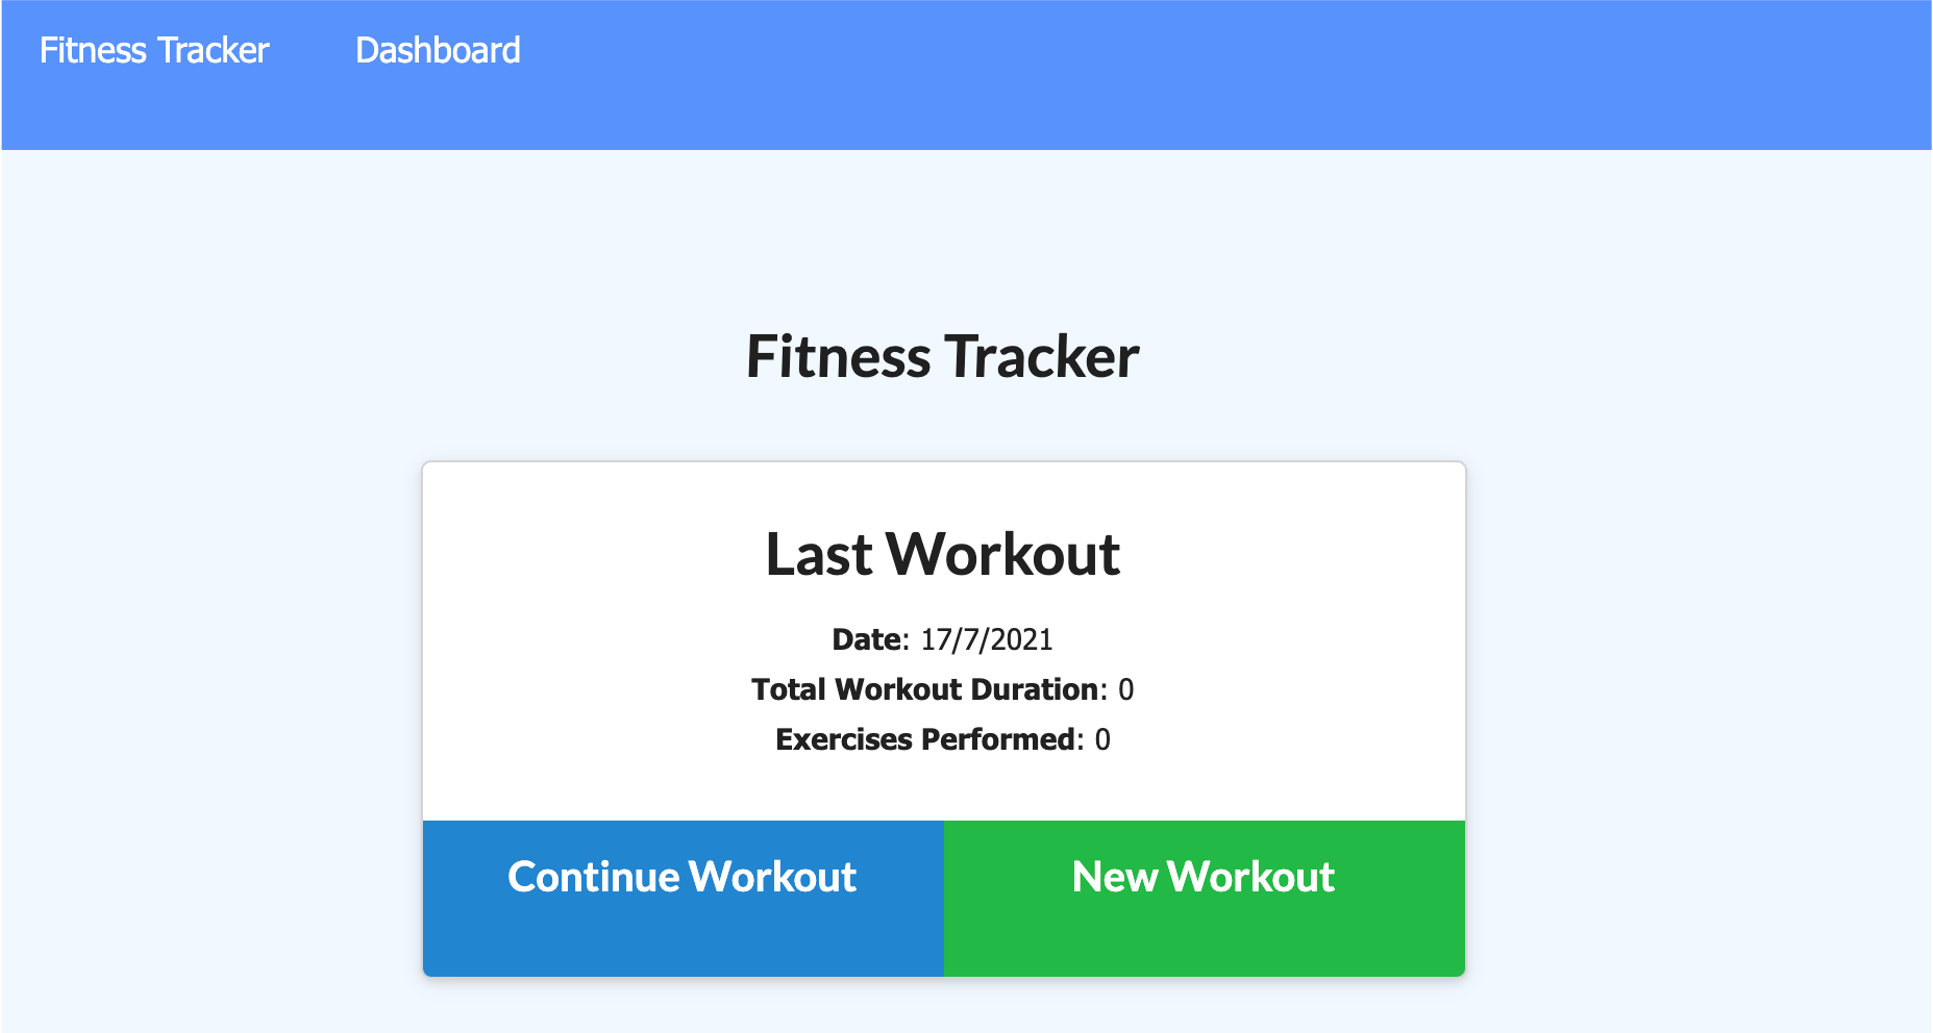 Fitness Tracker Dashboard
Fitness Tracker
Last Workout
Date: 17/7/2021
Total Workout Duration: 0
Exercises Performed: 0
Continue Workout New Workout